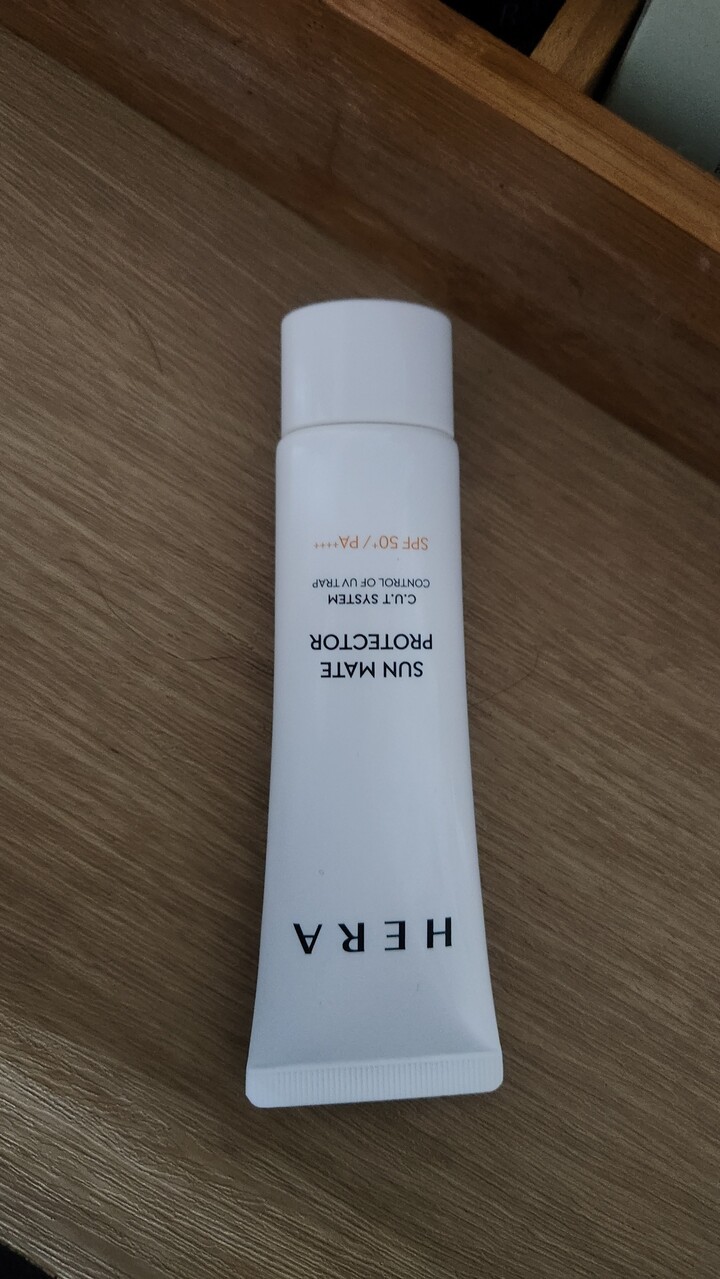 HERA
SUN MATE
PROTECTOR
C.U.T SYSTEM
CONTROL OF UV TRAP
SPF 50⁺/ PA⁺⁺⁺⁺